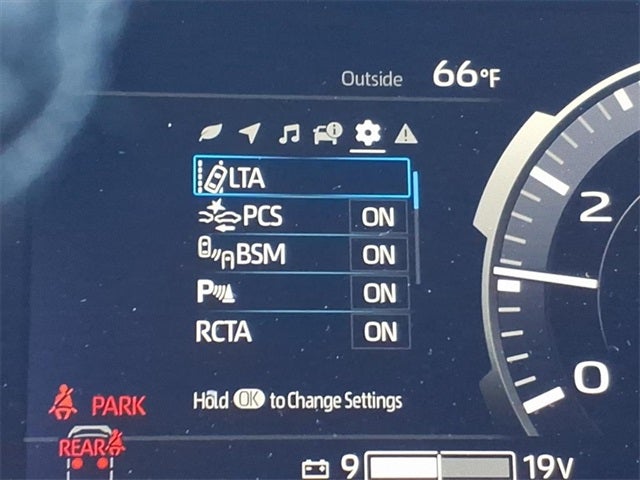 Outside 66°F
LTA
PCS ON
BSM ON
P ON
RCTA ON
Hold OK to Change Settings
2
0
PARK
REAR
9 19V